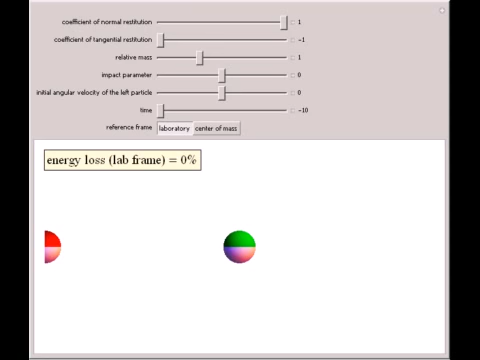 coefficient of normal restitution 1
coefficient of tangential restitution -1
relative mass 1
impact parameter 0
initial angular velocity of the left particle 0
time -10
reference frame laboratory center of mass
energy loss (lab frame) = 0%